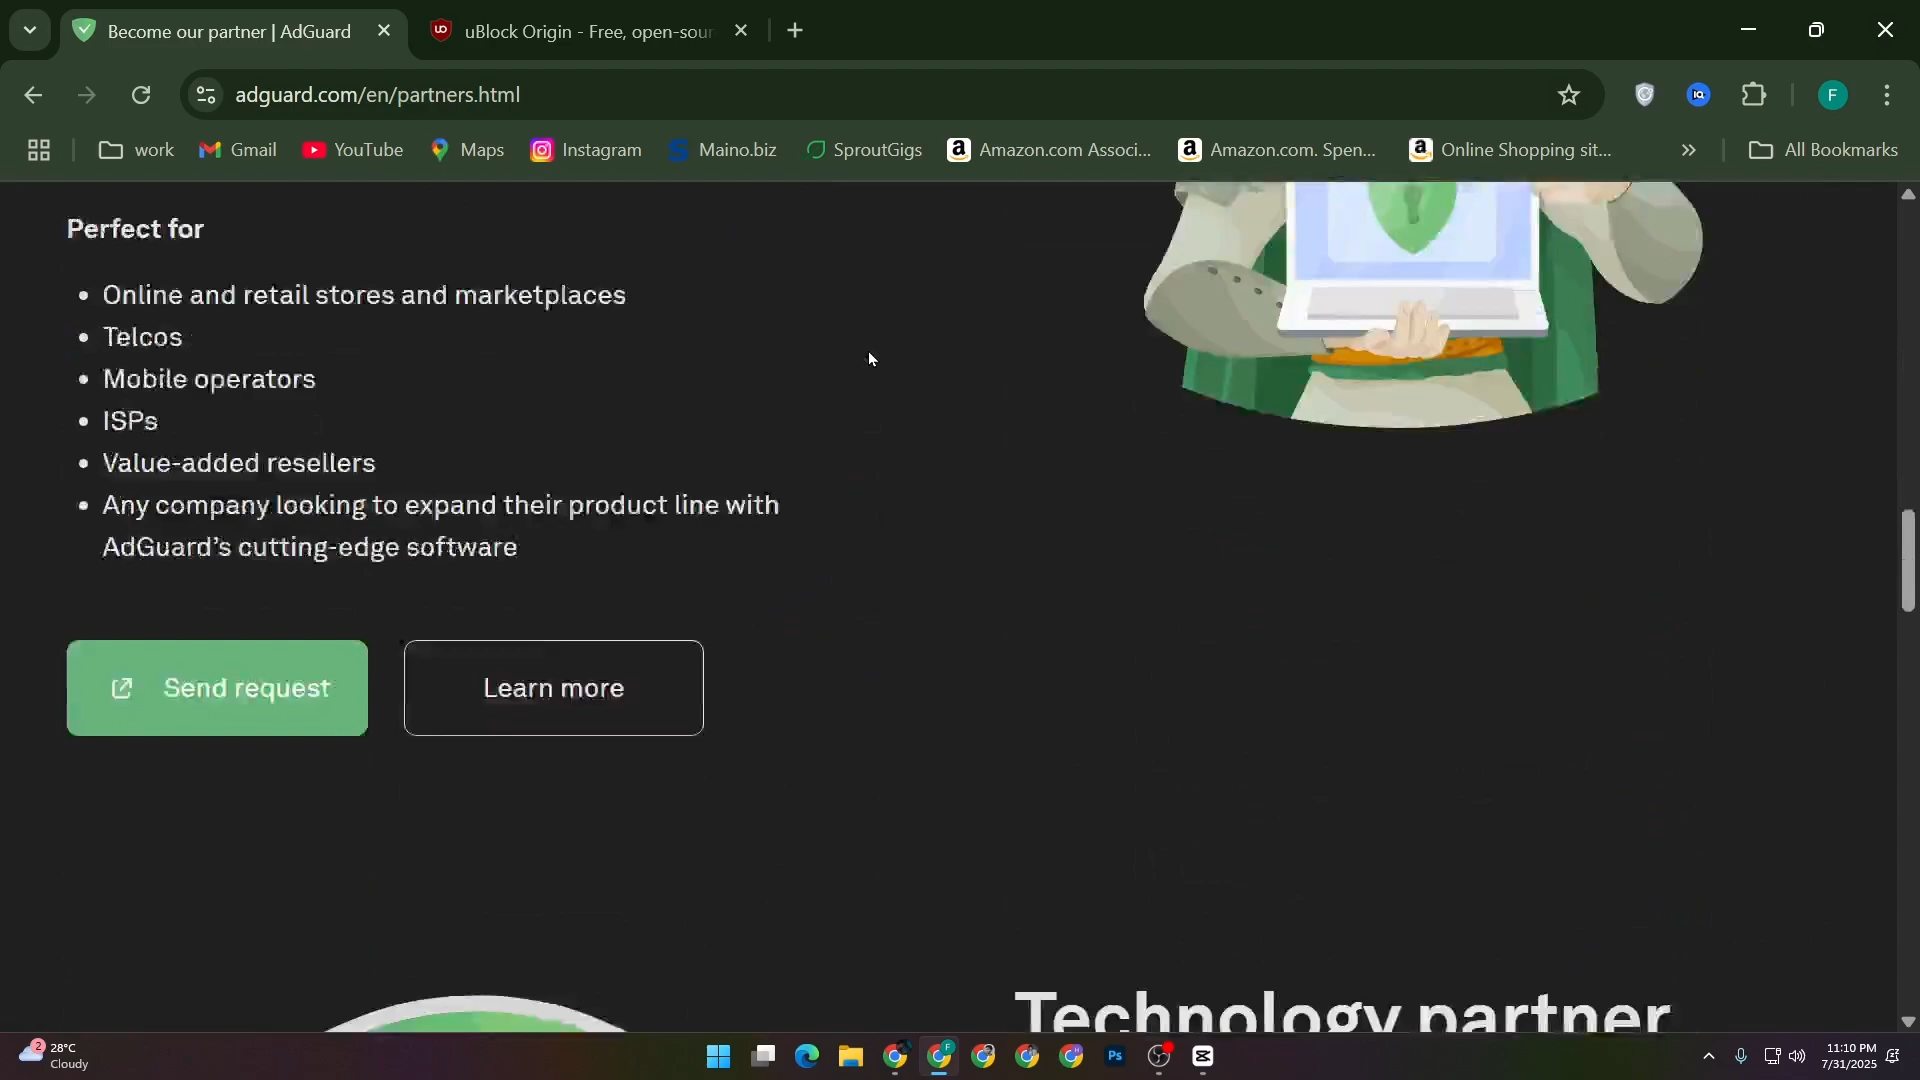 Become our partner | AdGuard
uBlock Origin - Free, open-sour
adguard.com/en/partners.html
F
work
Gmail
YouTube
Maps
Instagram
Maino.biz
SproutGigs
Amazon.com Associ...
Amazon.com. Spen...
Online Shopping sit...
All Bookmarks
Perfect for
Online and retail stores and marketplaces
Telcos
Mobile operators
ISPs
Value-added resellers
Any company looking to expand their product line with
AdGuard’s cutting-edge software
Send request
Learn more
Technology partner
2
28°C
Cloudy
Ps
11:10 PM
7/31/2025